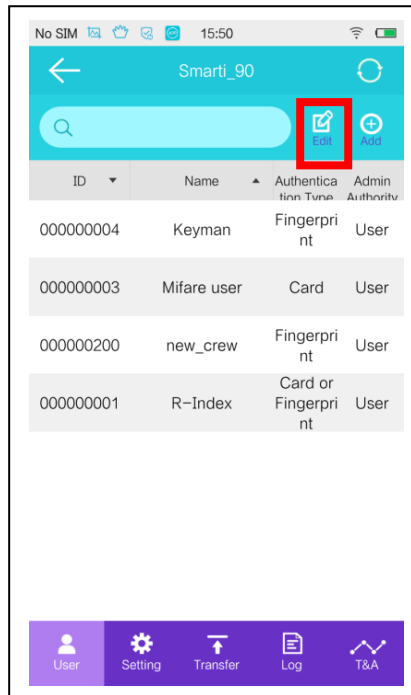 No SIM 15:50
Smarti_90
Edit
Add
ID Name Authentica Admin
tion Type Authority
000000004 Keyman Fingerpri User
nt
000000003 Mifare user Card User
000000200 new_crew Fingerpri User
nt
Card or
000000001 R-Index Fingerpri User
nt
User Setting Transfer Log T&A